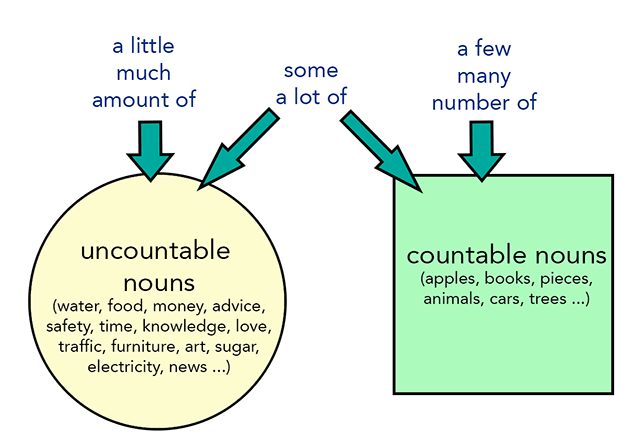 a little
much
amount of
some
a lot of
a few
many
number of
uncountable
nouns
(water, food, money, advice,
safety, time, knowledge, love,
traffic, furniture, art, sugar,
electricity, news ...)
countable nouns
(apples, books, pieces,
animals, cars, trees ...)